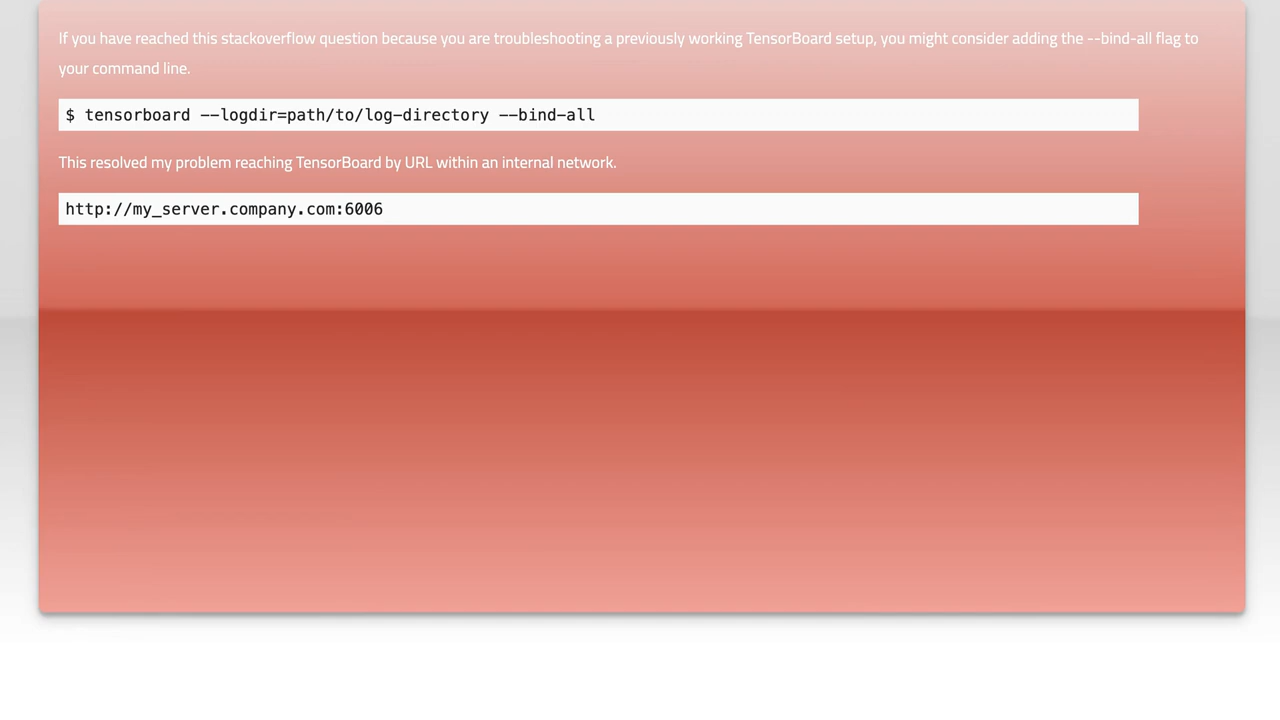 If you have reached this stackoverflow question because you are troubleshooting a previously working TensorBoard setup, you might consider adding the --bind-all flag to
your command line.
$ tensorboard --logdir=path/to/log-directory --bind-all
This resolved my problem reaching TensorBoard by URL within an internal network.
http://my_server.company.com:6006